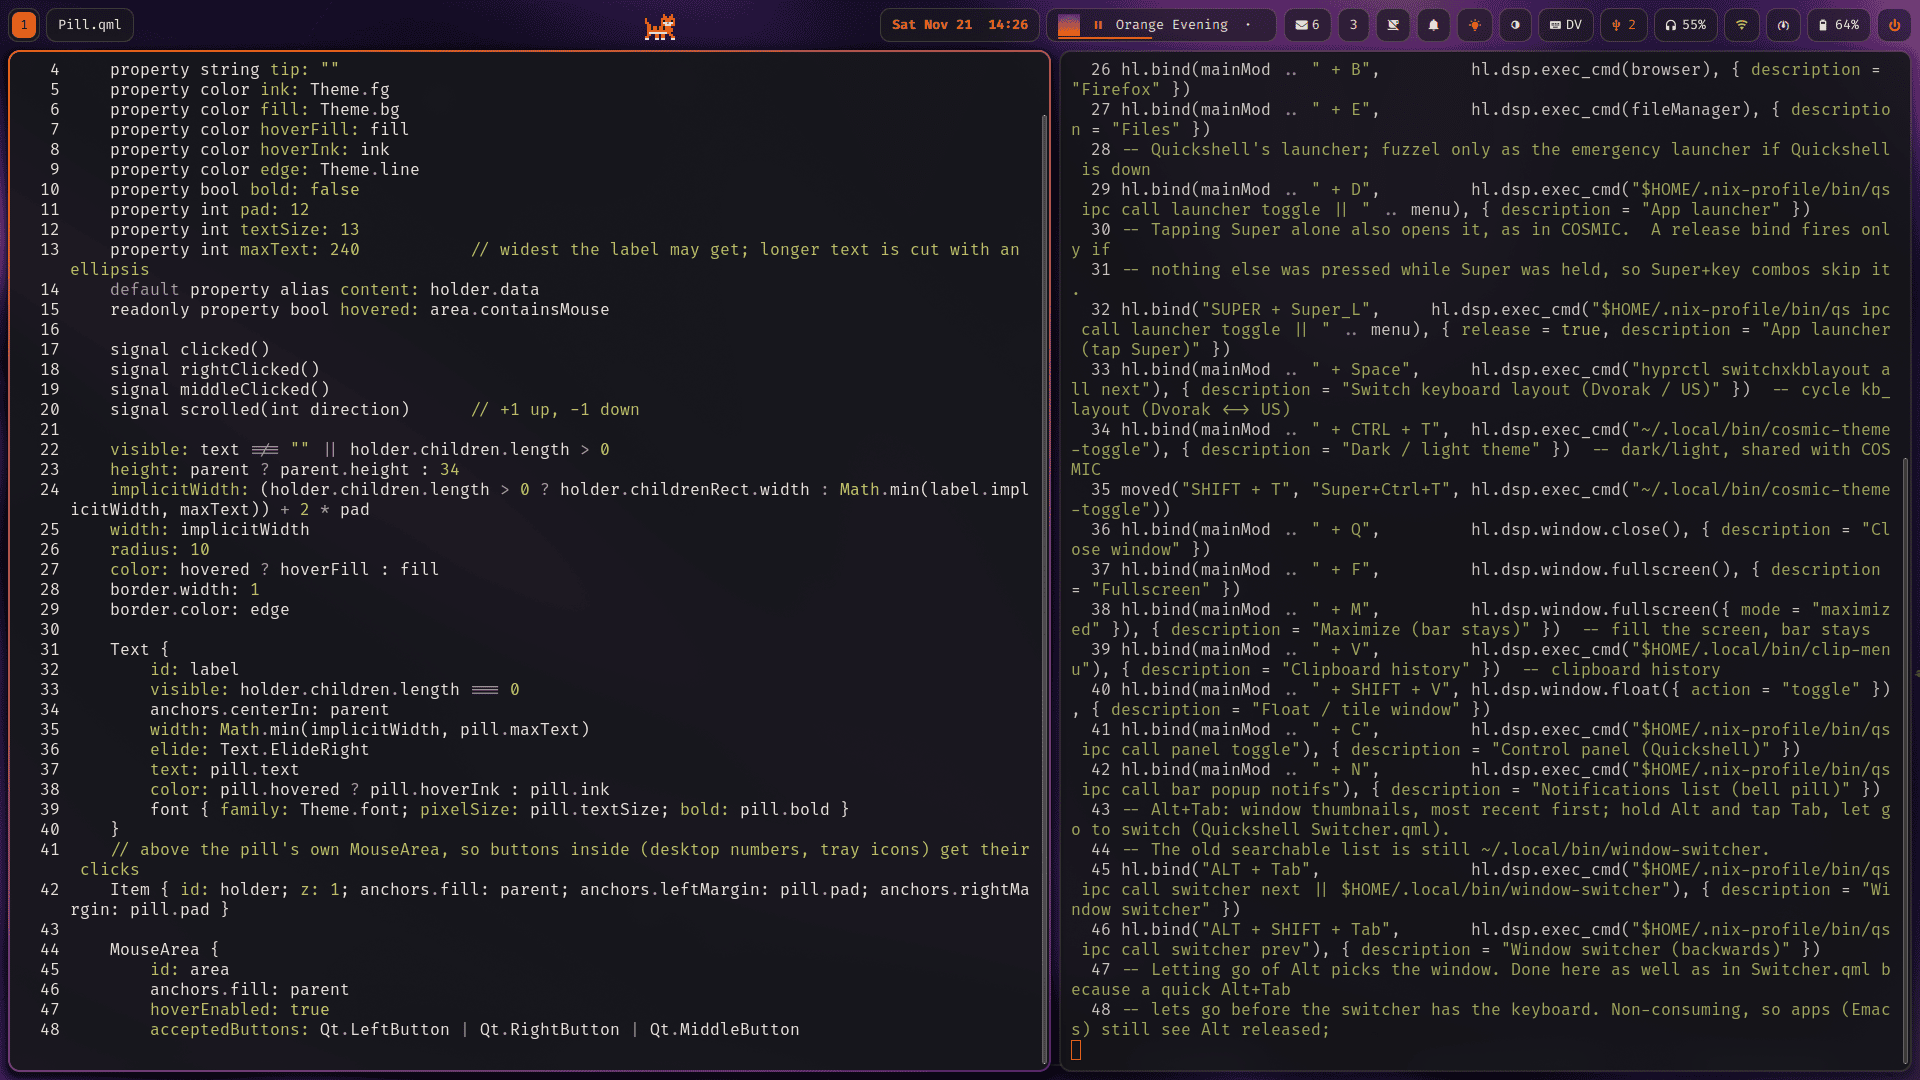 1 Pill.qml Sat Nov 21 14:26 Orange Evening · 6 3 DV 2 55% 64%
4 property string tip: ""
5 property color ink: Theme.fg
6 property color fill: Theme.bg
7 property color hoverFill: fill
8 property color hoverInk: ink
9 property color edge: Theme.line
10 property bool bold: false
11 property int pad: 12
12 property int textSize: 13
13 property int maxText: 240 // widest the label may get; longer text is cut with an
ellipsis
14 default property alias content: holder.data
15 readonly property bool hovered: area.containsMouse
16
17 signal clicked()
18 signal rightClicked()
19 signal middleClicked()
20 signal scrolled(int direction) // +1 up, -1 down
21
22 visible: text !== "" || holder.children.length > 0
23 height: parent ? parent.height : 34
24 implicitWidth: (holder.children.length > 0 ? holder.childrenRect.width : Math.min(label.impl
icitWidth, maxText)) + 2 * pad
25 width: implicitWidth
26 radius: 10
27 color: hovered ? hoverFill : fill
28 border.width: 1
29 border.color: edge
30
31 Text {
32 id: label
33 visible: holder.children.length === 0
34 anchors.centerIn: parent
35 width: Math.min(implicitWidth, pill.maxText)
36 elide: Text.ElideRight
37 text: pill.text
38 color: pill.hovered ? pill.hoverInk : pill.ink
39 font { family: Theme.font; pixelSize: pill.textSize; bold: pill.bold }
40 }
41 // above the pill's own MouseArea, so buttons inside (desktop numbers, tray icons) get their
clicks
42 Item { id: holder; z: 1; anchors.fill: parent; anchors.leftMargin: pill.pad; anchors.rightMa
rgin: pill.pad }
43
44 MouseArea {
45 id: area
46 anchors.fill: parent
47 hoverEnabled: true
48 acceptedButtons: Qt.LeftButton | Qt.RightButton | Qt.MiddleButton
26 hl.bind(mainMod .. " + B", hl.dsp.exec_cmd(browser), { description =
"Firefox" })
27 hl.bind(mainMod .. " + E", hl.dsp.exec_cmd(fileManager), { descriptio
n = "Files" })
28 -- Quickshell's launcher; fuzzel only as the emergency launcher if Quickshell
is down
29 hl.bind(mainMod .. " + D", hl.dsp.exec_cmd("$HOME/.nix-profile/bin/qs
ipc call launcher toggle || " .. menu), { description = "App launcher" })
30 -- Tapping Super alone also opens it, as in COSMIC. A release bind fires onl
y if
31 -- nothing else was pressed while Super was held, so Super+key combos skip it
.
32 hl.bind("SUPER + Super_L", hl.dsp.exec_cmd("$HOME/.nix-profile/bin/qs ipc
call launcher toggle || " .. menu), { release = true, description = "App launcher
(tap Super)" })
33 hl.bind(mainMod .. " + Space", hl.dsp.exec_cmd("hyprctl switchxkblayout a
ll next"), { description = "Switch keyboard layout (Dvorak / US)" }) -- cycle kb_
layout (Dvorak <-> US)
34 hl.bind(mainMod .. " + CTRL + T", hl.dsp.exec_cmd("~/.local/bin/cosmic-theme
-toggle"), { description = "Dark / light theme" }) -- dark/light, shared with COS
MIC
35 moved("SHIFT + T", "Super+Ctrl+T", hl.dsp.exec_cmd("~/.local/bin/cosmic-theme
-toggle"))
36 hl.bind(mainMod .. " + Q", hl.dsp.window.close(), { description = "Cl
ose window" })
37 hl.bind(mainMod .. " + F", hl.dsp.window.fullscreen(), { description
= "Fullscreen" })
38 hl.bind(mainMod .. " + M", hl.dsp.window.fullscreen({ mode = "maximiz
ed" }), { description = "Maximize (bar stays)" }) -- fill the screen, bar stays
39 hl.bind(mainMod .. " + V", hl.dsp.exec_cmd("$HOME/.local/bin/clip-men
u"), { description = "Clipboard history" }) -- clipboard history
40 hl.bind(mainMod .. " + SHIFT + V", hl.dsp.window.float({ action = "toggle" })
, { description = "Float / tile window" })
41 hl.bind(mainMod .. " + C", hl.dsp.exec_cmd("$HOME/.nix-profile/bin/qs
ipc call panel toggle"), { description = "Control panel (Quickshell)" })
42 hl.bind(mainMod .. " + N", hl.dsp.exec_cmd("$HOME/.nix-profile/bin/qs
ipc call bar popup notifs"), { description = "Notifications list (bell pill)" })
43 -- Alt+Tab: window thumbnails, most recent first; hold Alt and tap Tab, let g
o to switch (Quickshell Switcher.qml).
44 -- The old searchable list is still ~/.local/bin/window-switcher.
45 hl.bind("ALT + Tab", hl.dsp.exec_cmd("$HOME/.nix-profile/bin/qs
ipc call switcher next || $HOME/.local/bin/window-switcher"), { description = "Wi
ndow switcher" })
46 hl.bind("ALT + SHIFT + Tab", hl.dsp.exec_cmd("$HOME/.nix-profile/bin/qs
ipc call switcher prev"), { description = "Window switcher (backwards)" })
47 -- Letting go of Alt picks the window. Done here as well as in Switcher.qml b
ecause a quick Alt+Tab
48 -- lets go before the switcher has the keyboard. Non-consuming, so apps (Emac
s) still see Alt released;